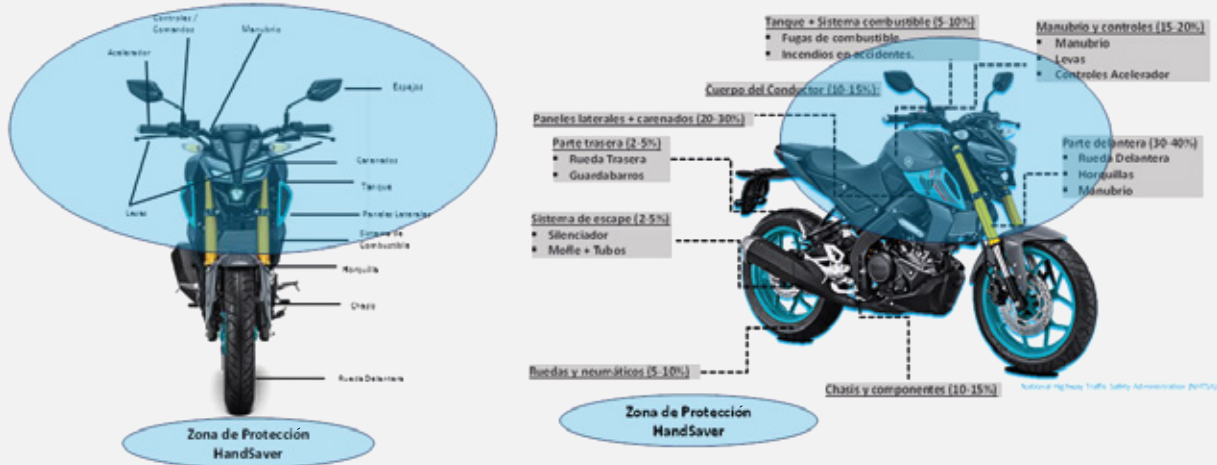 Controles /
Comandos
Manubrio
Acelerador
Espejos
Carenados
Tanque
Levas
Paneles Laterales
Sistema de
Combustible
Horquilla
Chasis
Rueda Delantera
Zona de Protección
HandSaver
Tanque + Sistema combustible (5-10%)
▪ Fugas de combustible
▪ Incendios en accidentes.
Manubrio y controles (15-20%)
▪ Manubrio
▪ Levas
▪ Controles Acelerador
Cuerpo del Conductor (10-15%):
Paneles laterales + carenados (20-30%)
Parte trasera (2-5%)
▪ Rueda Trasera
▪ Guardabarros
Parte delantera (30-40%)
▪ Rueda Delantera
▪ Horquillas
▪ Manubrio
Sistema de escape (2-5%)
▪ Silenciador
▪ Mofle + Tubos
Ruedas y neumáticos (5-10%)
Chasis y componentes (10-15%)
National Highway Traffic Safety Administration (NHTSA)
Zona de Protección
HandSaver